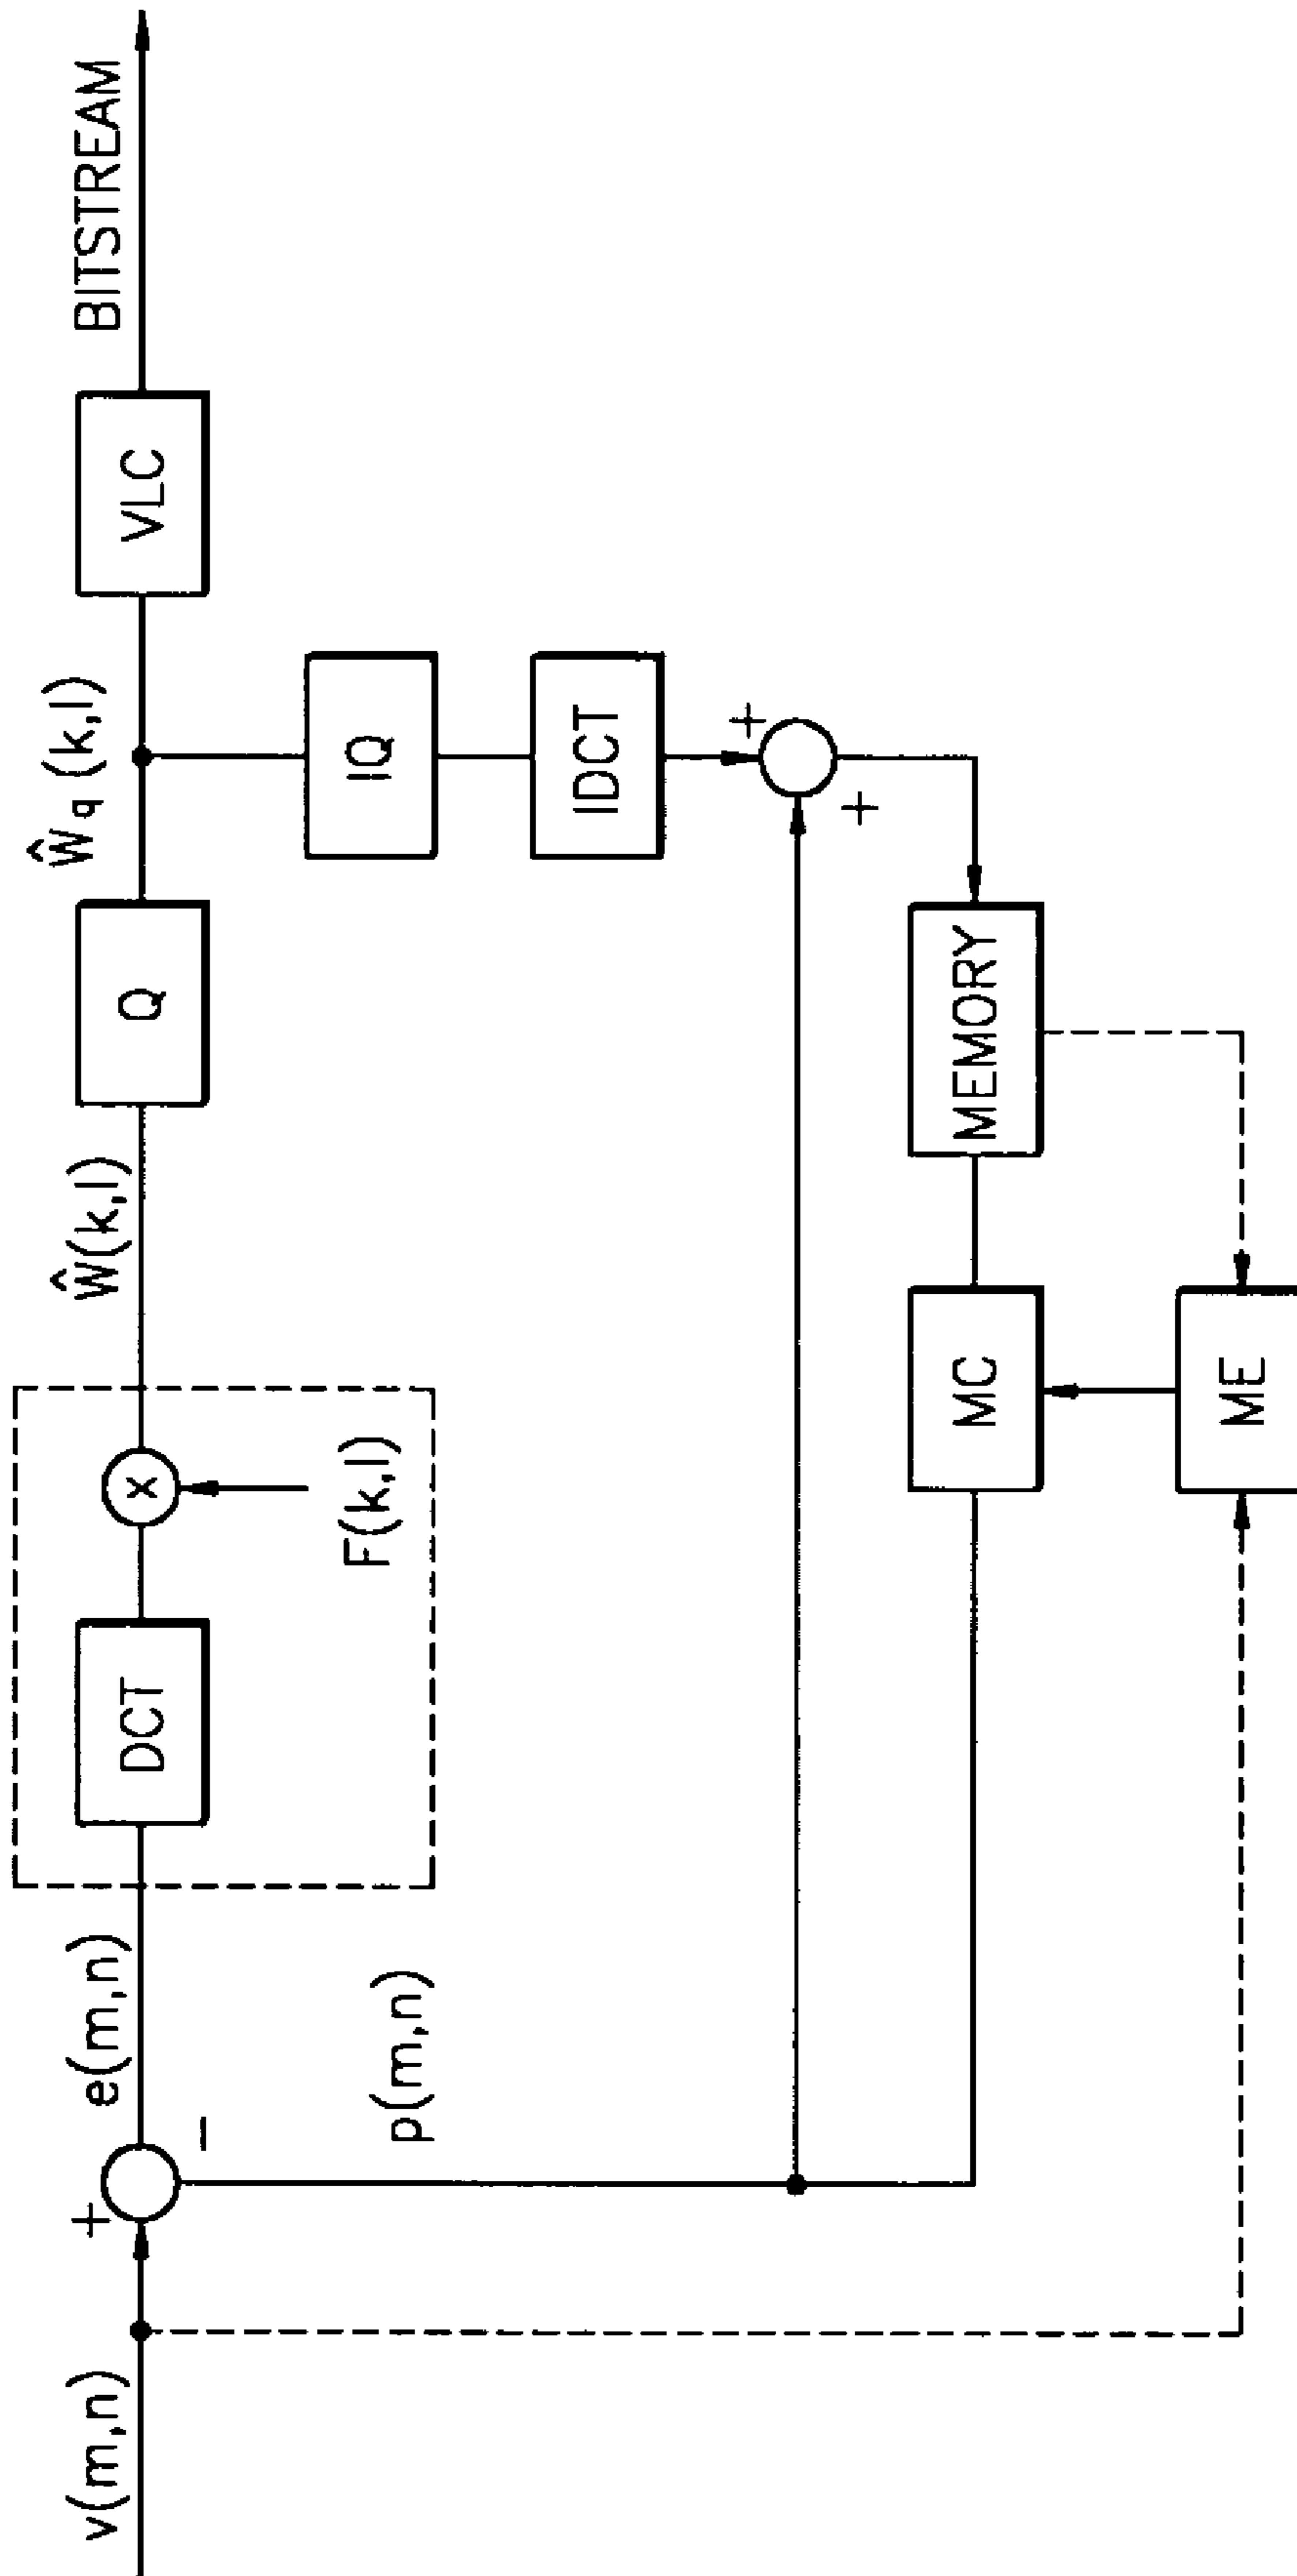 v(m,n)
+
−
e(m,n)
p(m,n)
DCT
x
F(k,l)
Ŵ(k,l)
Q
Ŵq (k,l)
VLC
BITSTREAM
IQ
IDCT
+
+
MEMORY
MC
ME